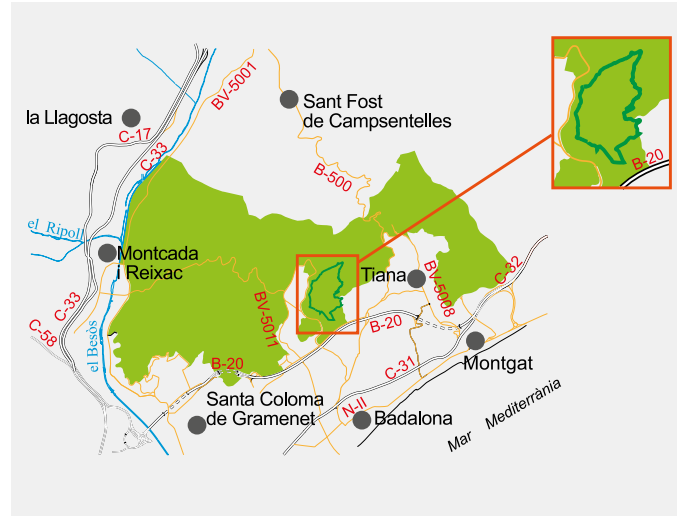 BV-5001
la Llagosta
Sant Fost
de Campsentelles
C-17
C-33
B-500
B-20
el Ripoll
Montcada
i Reixac
Tiana
BV-5008
C-32
C-33
C-58
el Besòs
BV-5011
B-20
B-20
C-31
Montgat
Santa Coloma
de Gramenet
N-II
Badalona
Mar Mediterrània